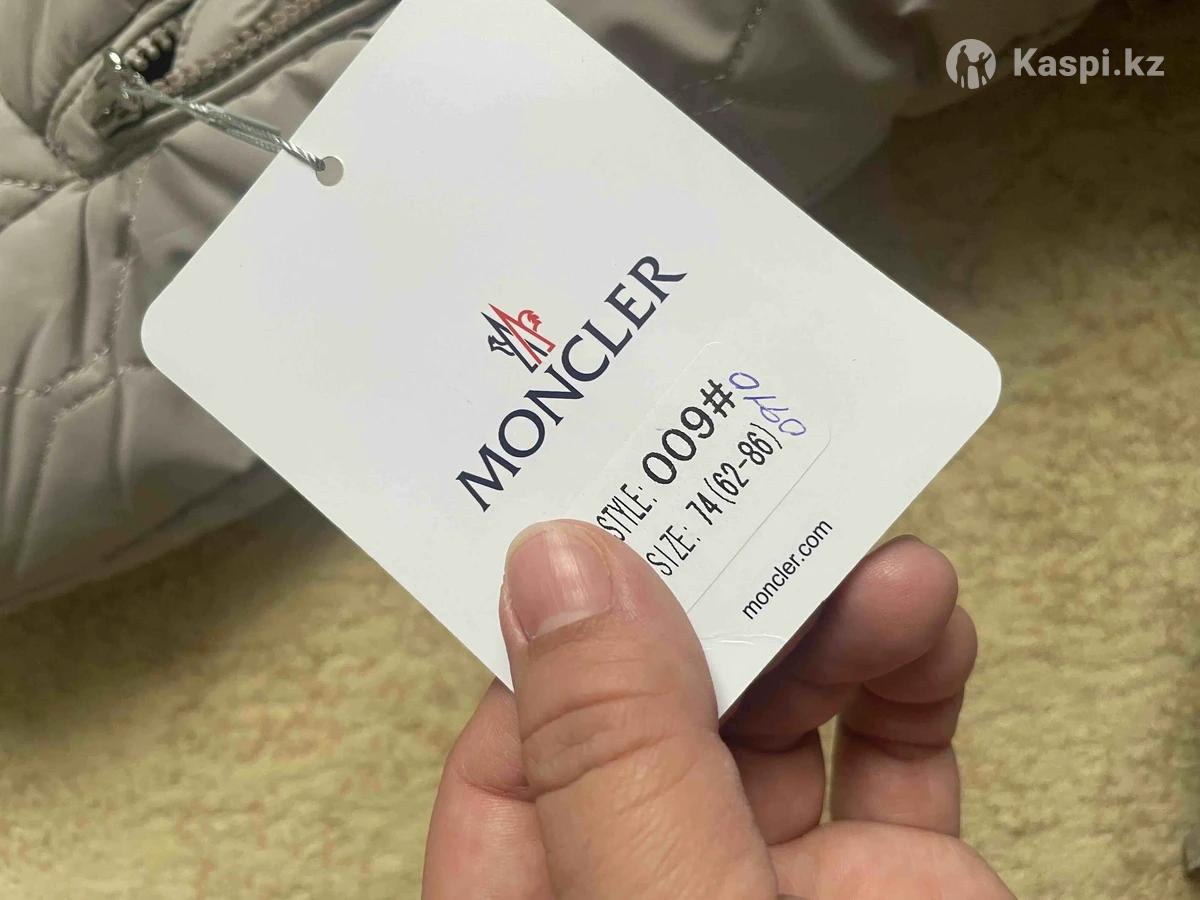 Kaspi.kz
MONCLER
STYLE: 009#
SIZE: 74(62-86)
moncler.com